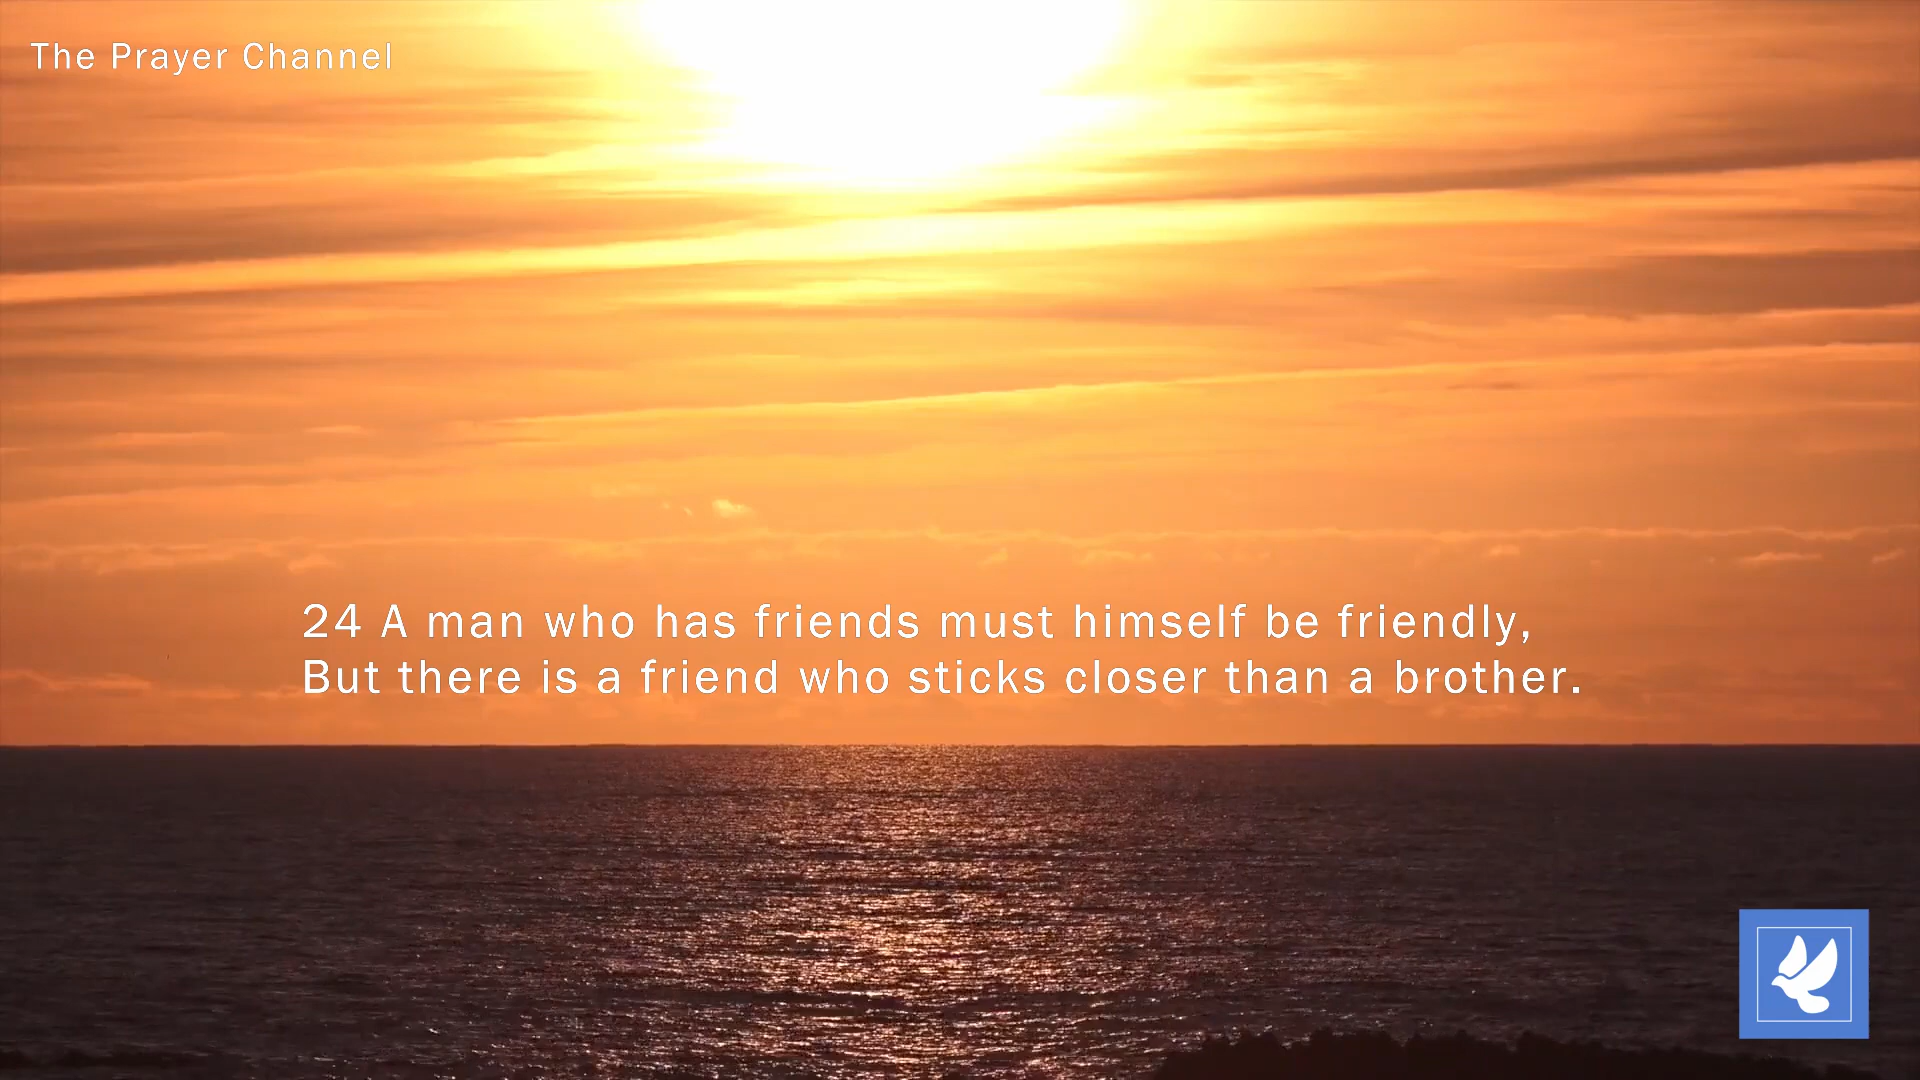 The Prayer Channel
24 A man who has friends must himself be friendly,
But there is a friend who sticks closer than a brother.